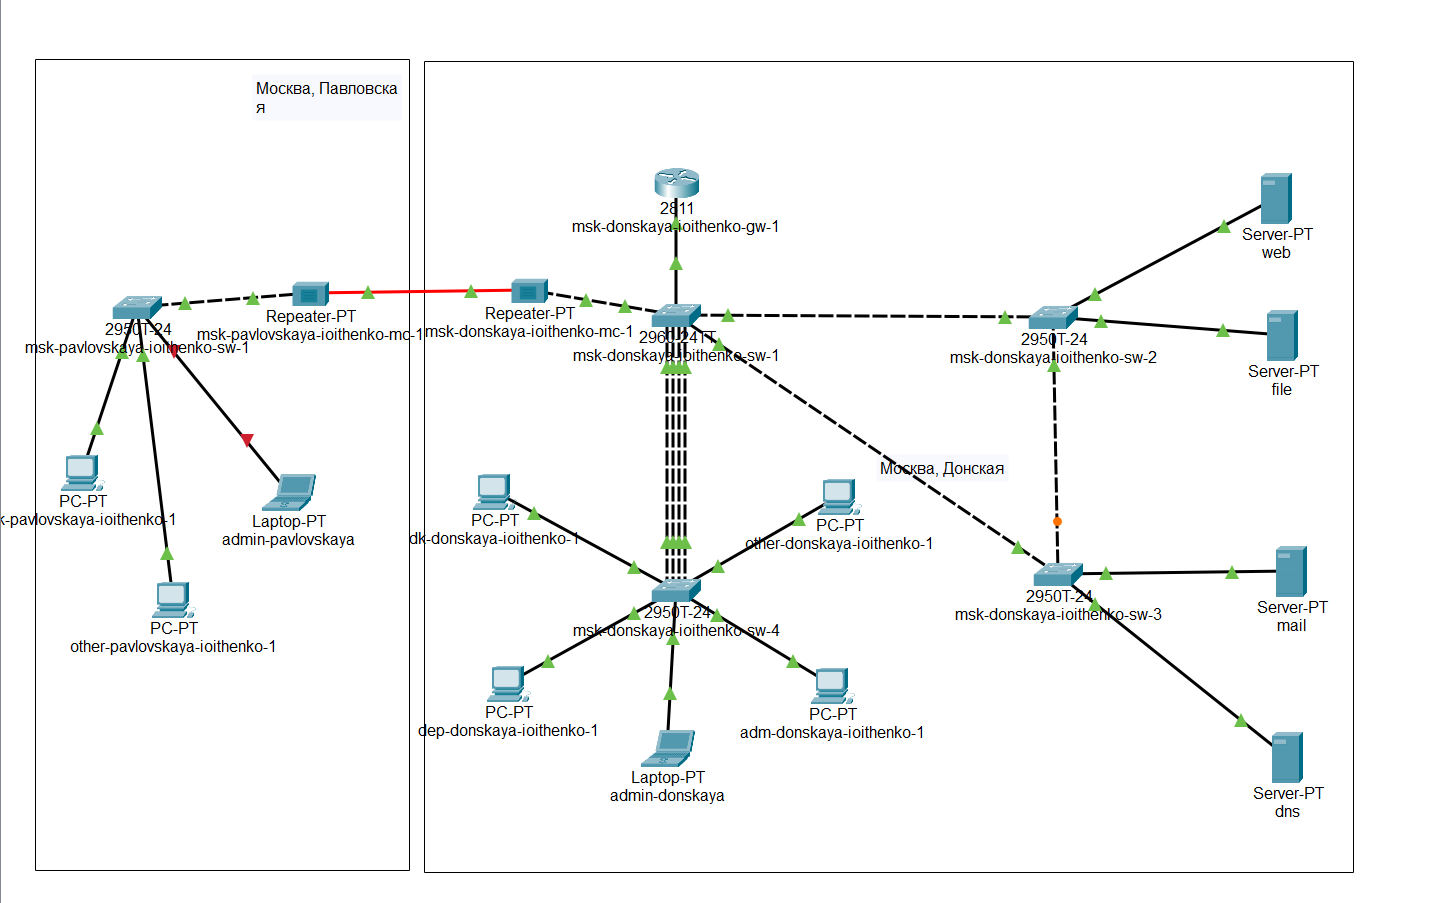 Москва, Павловска
я
2811
msk-donskaya-ioithenko-gw-1
Server-PT
web
2950T-24
msk-pavlovskaya-ioithenko-sw-1
Repeater-PT
msk-pavlovskaya-ioithenko-mc-1
Repeater-PT
msk-donskaya-ioithenko-mc-1
2960-24TT
msk-donskaya-ioithenko-sw-1
2950T-24
msk-donskaya-ioithenko-sw-2
Server-PT
file
Москва, Донская
PC-PT
k-pavlovskaya-ioithenko-1
Laptop-PT
admin-pavlovskaya
PC-PT
dk-donskaya-ioithenko-1
PC-PT
other-donskaya-ioithenko-1
PC-PT
other-pavlovskaya-ioithenko-1
2950T-24
msk-donskaya-ioithenko-sw-4
2950T-24
msk-donskaya-ioithenko-sw-3
Server-PT
mail
PC-PT
dep-donskaya-ioithenko-1
PC-PT
adm-donskaya-ioithenko-1
Laptop-PT
admin-donskaya
Server-PT
dns